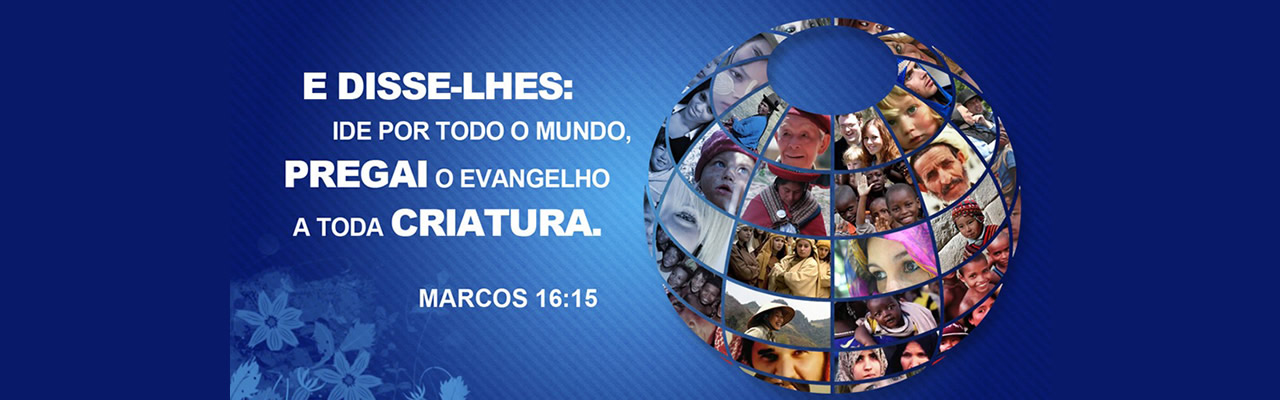 E DISSE-LHES:
IDE POR TODO O MUNDO,
PREGAI O EVANGELHO
A TODA CRIATURA.
MARCOS 16:15